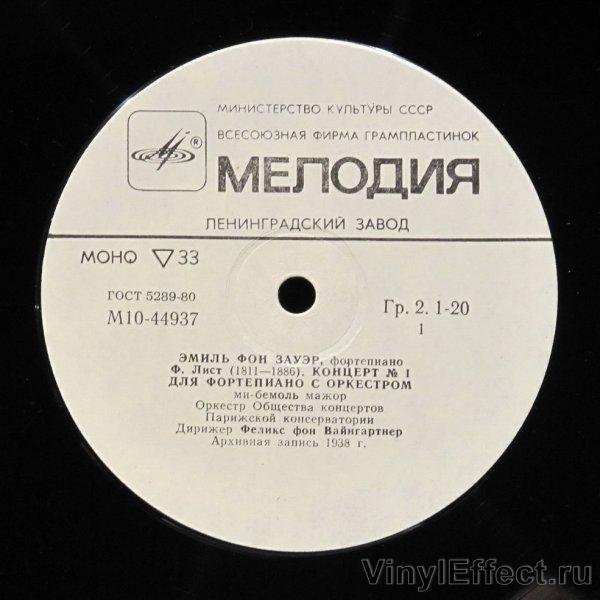 МИНИСТЕРСТВО КУЛЬТУРЫ СССР
ВСЕСОЮЗНАЯ ФИРМА ГРАМПЛАСТИНОК
®
МЕЛОДИЯ
ЛЕНИНГРАДСКИЙ ЗАВОД
МОНО ▽ 33
ГОСТ 5289-80
М10-44937
Гр. 2. 1-20
1
ЭМИЛЬ ФОН ЗАУЭР, фортепиано
Ф. Лист (1811—1886). КОНЦЕРТ № 1
ДЛЯ ФОРТЕПИАНО С ОРКЕСТРОМ
ми-бемоль мажор
Оркестр Общества концертов
Парижской консерватории
Дирижер Феликс фон Вайнгартнер
Архивная запись 1938 г.
VinylEffect.ru